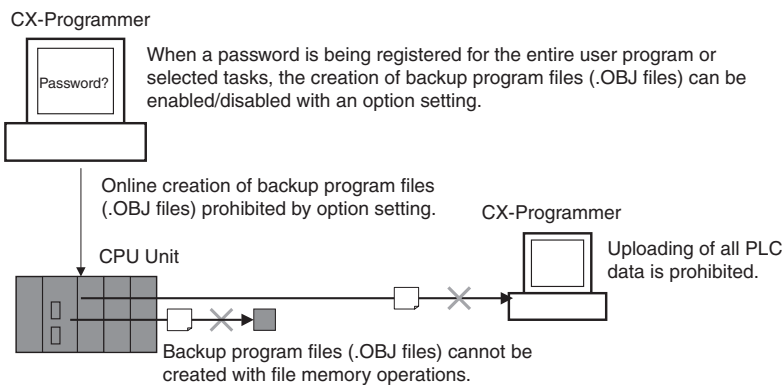 CX-Programmer
Password?
When a password is being registered for the entire user program or
selected tasks, the creation of backup program files (.OBJ files) can be
enabled/disabled with an option setting.
Online creation of backup program files
(.OBJ files) prohibited by option setting.
CX-Programmer
Uploading of all PLC
data is prohibited.
CPU Unit
Backup program files (.OBJ files) cannot be
created with file memory operations.